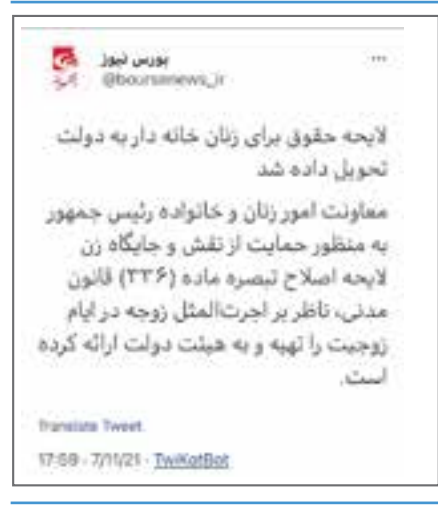 بورس نیوز
@boursenews_ir
لایحه حقوق برای زنان خانه دار به دولت
تحویل داده شد
معاونت امور زنان و خانواده رئیس جمهور
به منظور حمایت از نقش و جایگاه زن
لایحه اصلاح تبصره ماده (۳۳۶) قانون
مدنی، ناظر بر اجرت‌المثل زوجه در ایام
زوجیت را تهیه و به هیئت دولت ارائه کرده
است.
Translate Tweet
17:59 - 7/11/21 - TwiKotBot